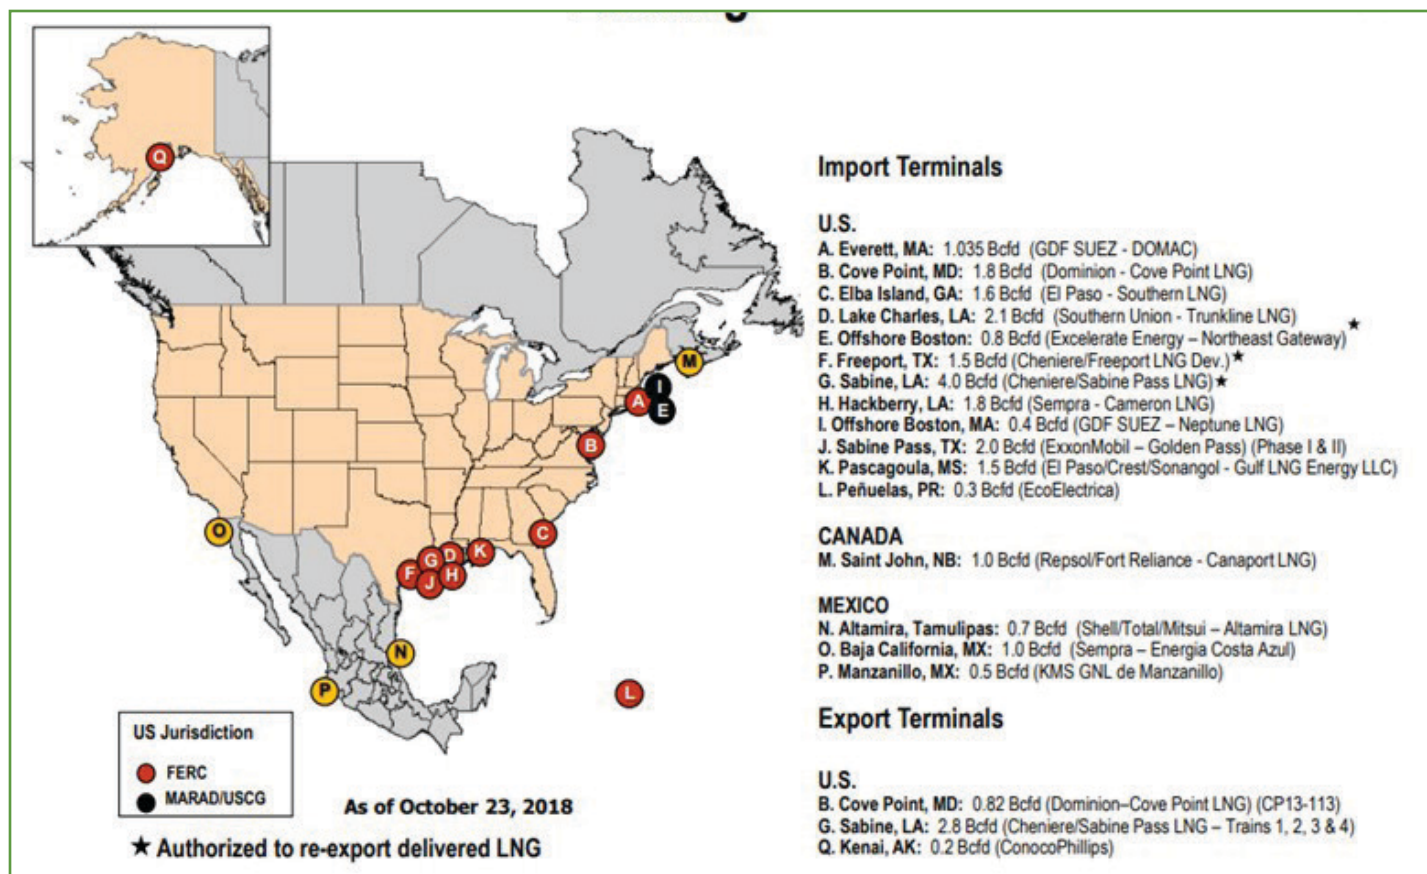 Q
M
I
A
E
B
O
C
G
D
K
F
J
H
N
P
L
US Jurisdiction
FERC
MARAD/USCG
As of October 23, 2018
★ Authorized to re-export delivered LNG
Import Terminals
U.S.
A. Everett, MA: 1.035 Bcfd (GDF SUEZ - DOMAC)
B. Cove Point, MD: 1.8 Bcfd (Dominion - Cove Point LNG)
C. Elba Island, GA: 1.6 Bcfd (El Paso - Southern LNG)
D. Lake Charles, LA: 2.1 Bcfd (Southern Union - Trunkline LNG)
E. Offshore Boston: 0.8 Bcfd (Excelerate Energy – Northeast Gateway)★
F. Freeport, TX: 1.5 Bcfd (Cheniere/Freeport LNG Dev.)★
G. Sabine, LA: 4.0 Bcfd (Cheniere/Sabine Pass LNG)★
H. Hackberry, LA: 1.8 Bcfd (Sempra - Cameron LNG)
I. Offshore Boston, MA: 0.4 Bcfd (GDF SUEZ – Neptune LNG)
J. Sabine Pass, TX: 2.0 Bcfd (ExxonMobil – Golden Pass) (Phase I & II)
K. Pascagoula, MS: 1.5 Bcfd (El Paso/Crest/Sonangol - Gulf LNG Energy LLC)
L. Peñuelas, PR: 0.3 Bcfd (EcoElectrica)
CANADA
M. Saint John, NB: 1.0 Bcfd (Repsol/Fort Reliance - Canaport LNG)
MEXICO
N. Altamira, Tamulipas: 0.7 Bcfd (Shell/Total/Mitsui – Altamira LNG)
O. Baja California, MX: 1.0 Bcfd (Sempra – Energia Costa Azul)
P. Manzanillo, MX: 0.5 Bcfd (KMS GNL de Manzanillo)
Export Terminals
U.S.
B. Cove Point, MD: 0.82 Bcfd (Dominion–Cove Point LNG) (CP13-113)
G. Sabine, LA: 2.8 Bcfd (Cheniere/Sabine Pass LNG – Trains 1, 2, 3 & 4)
Q. Kenai, AK: 0.2 Bcfd (ConocoPhillips)